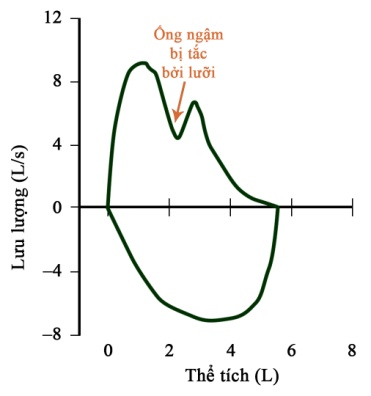 12
Ống ngậm
bị tắc
bởi lưỡi
8
4
0
−4
−8
Lưu lượng (L/s)
0 2 4 6 8
Thể tích (L)